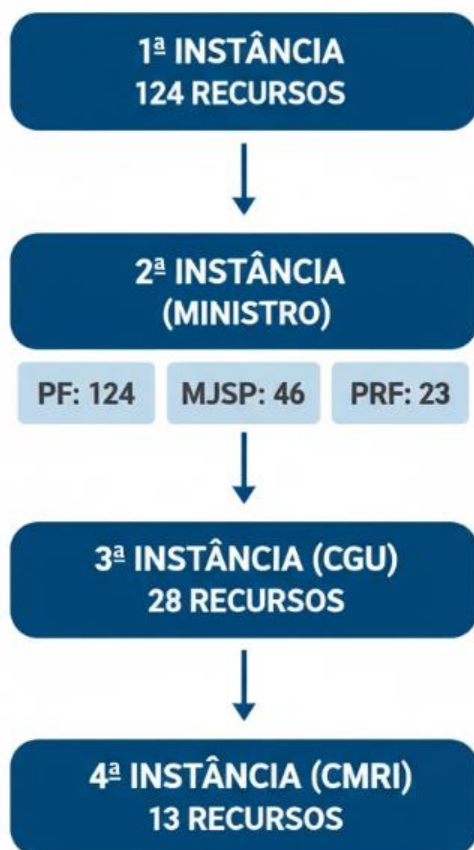 1ª INSTÂNCIA
124 RECURSOS
2ª INSTÂNCIA
(MINISTRO)
PF: 124 MJSP: 46 PRF: 23
3ª INSTÂNCIA (CGU)
28 RECURSOS
4ª INSTÂNCIA (CMRI)
13 RECURSOS